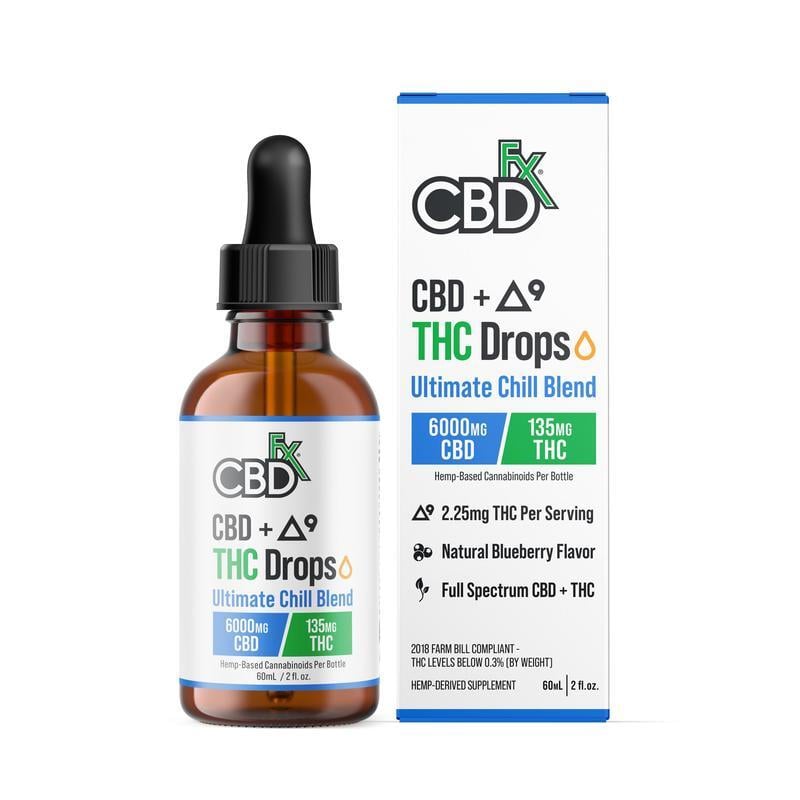 CBDFX®
CBD + Δ9
THC Drops
Ultimate Chill Blend
6000MG CBD
135MG THC
Hemp-Based Cannabinoids Per Bottle
60mL / 2 fl. oz.
CBDFX®
CBD + Δ9
THC Drops
Ultimate Chill Blend
6000MG CBD
135MG THC
Hemp-Based Cannabinoids Per Bottle
Δ9 2.25mg THC Per Serving
Natural Blueberry Flavor
Full Spectrum CBD + THC
2018 FARM BILL COMPLIANT -
THC LEVELS BELOW 0.3% (BY WEIGHT)
HEMP-DERIVED SUPPLEMENT 60mL | 2 fl.oz.